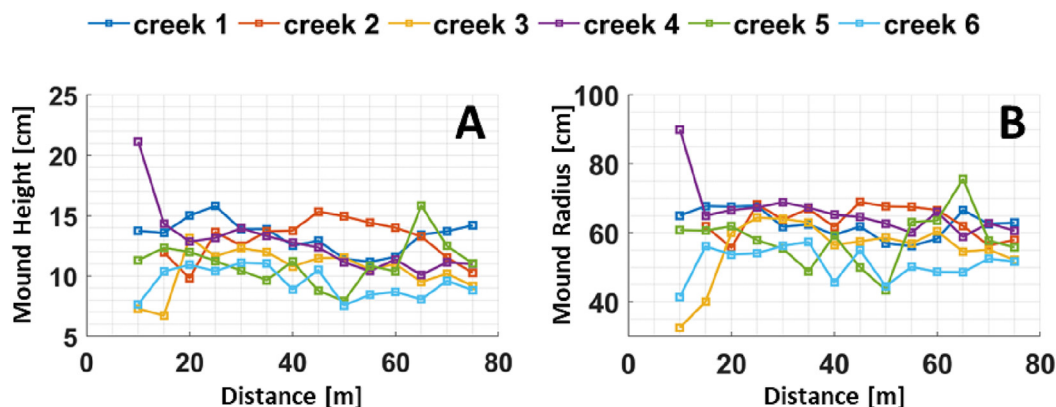 creek 1 creek 2 creek 3 creek 4 creek 5 creek 6
A
Mound Height [cm]
25
20
15
10
5
0 20 40 60 80
Distance [m]
B
Mound Radius [cm]
100
80
60
40
0 20 40 60 80
Distance [m]